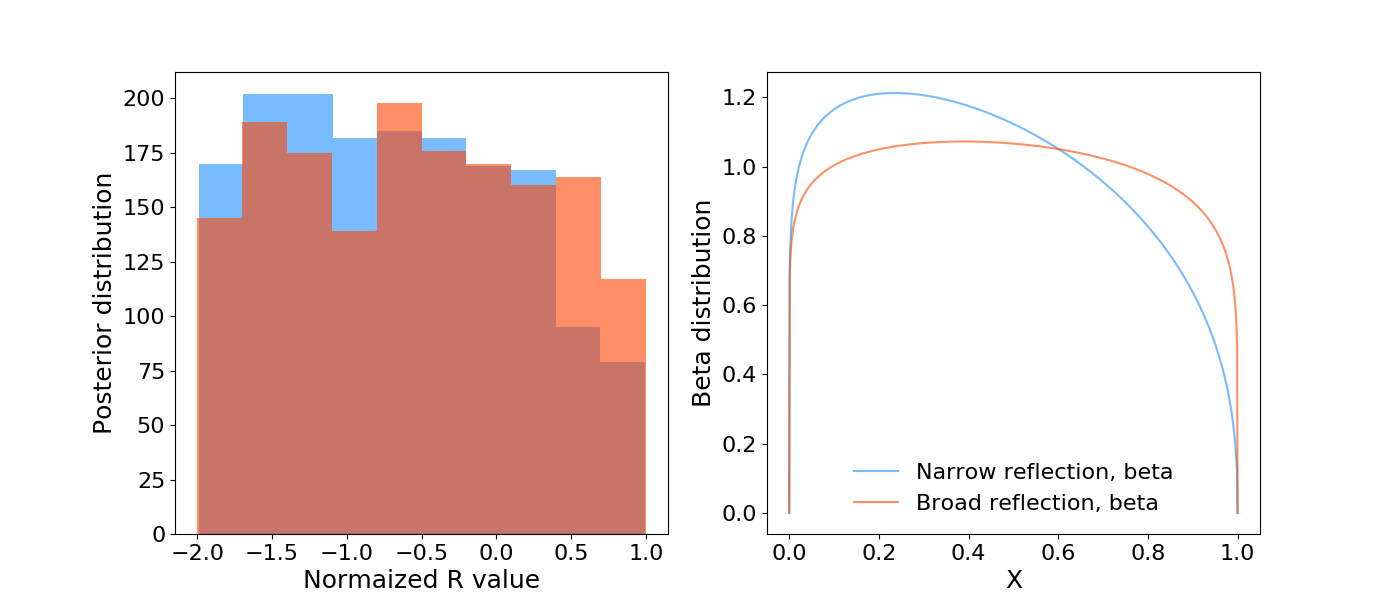 200
175
150
125
100
75
50
25
0
−2.0 −1.5 −1.0 −0.5 0.0 0.5 1.0
Normaized R value
Posterior distribution
1.2
1.0
0.8
0.6
0.4
0.2
0.0
0.0 0.2 0.4 0.6 0.8 1.0
X
Beta distribution
Narrow reflection, beta
Broad reflection, beta